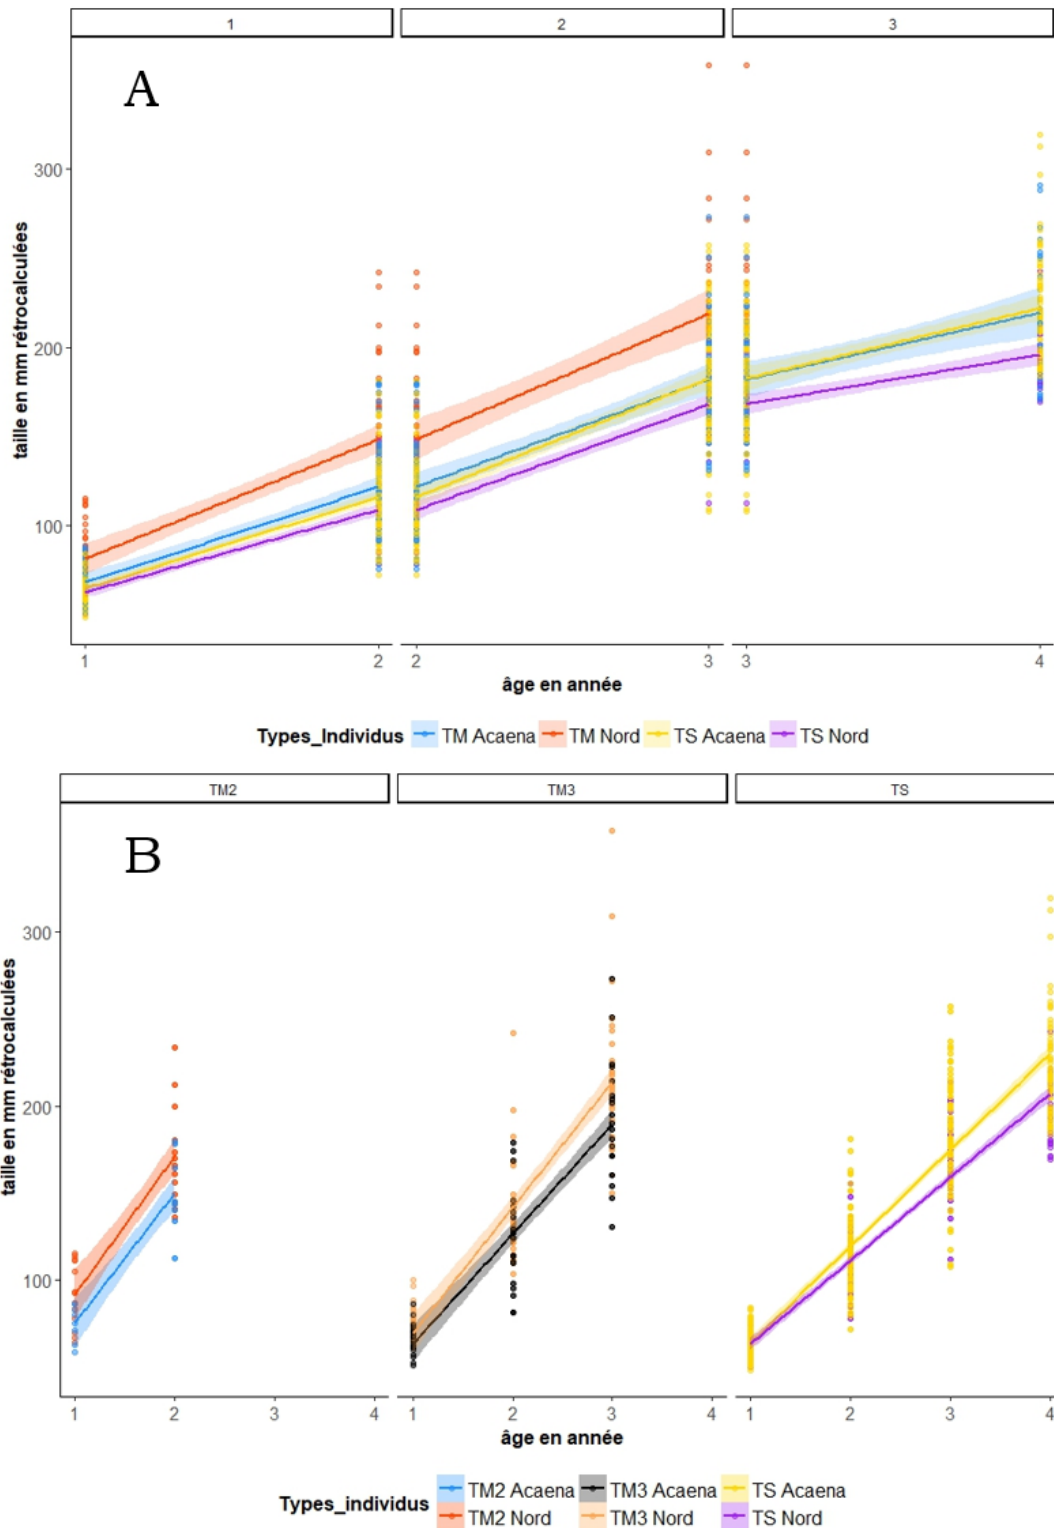 1 2 3
A
300
200
100
taille en mm rétrocalculées
1 2 2 3 3 4
âge en année
Types_Individus TM Acaena TM Nord TS Acaena TS Nord
TM2 TM3 TS
B
300
200
100
taille en mm rétrocalculées
1 2 3 4 1 2 3 4 1 2 3 4
âge en année
Types_individus
TM2 Acaena TM3 Acaena TS Acaena
TM2 Nord TM3 Nord TS Nord